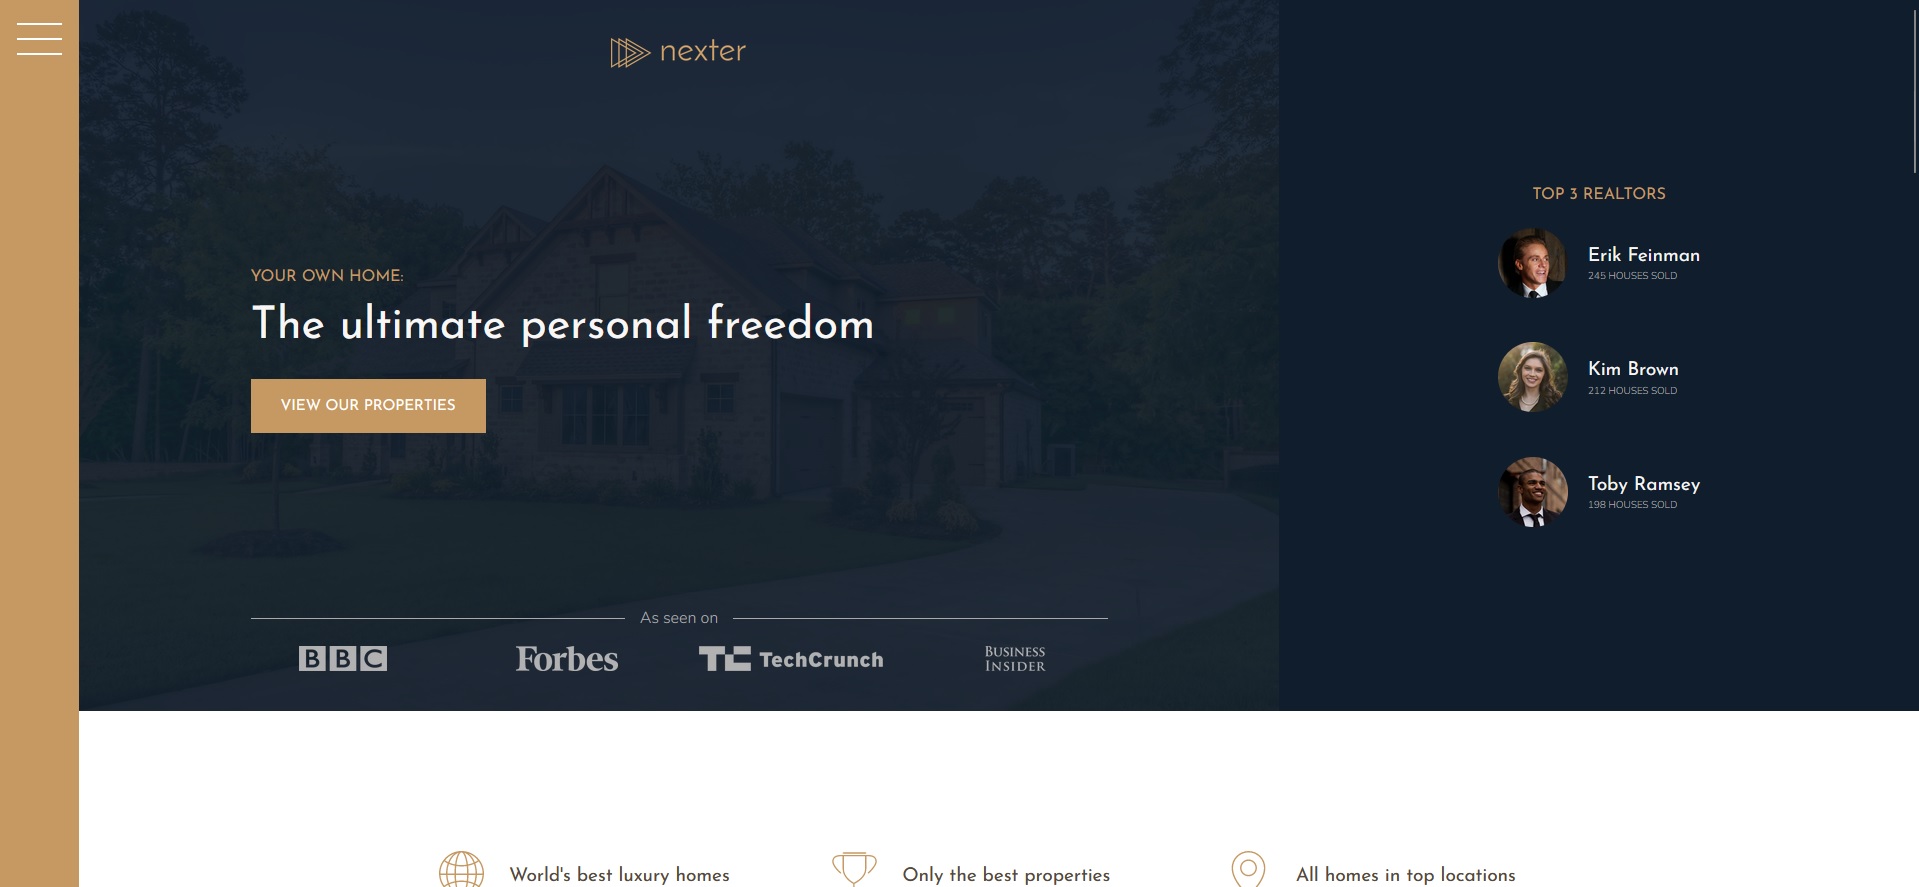 nexter
YOUR OWN HOME:
The ultimate personal freedom
VIEW OUR PROPERTIES
As seen on
BBC
Forbes
TC TechCrunch
BUSINESS
INSIDER
TOP 3 REALTORS
Erik Feinman
245 HOUSES SOLD
Kim Brown
212 HOUSES SOLD
Toby Ramsey
198 HOUSES SOLD
World's best luxury homes
Only the best properties
All homes in top locations